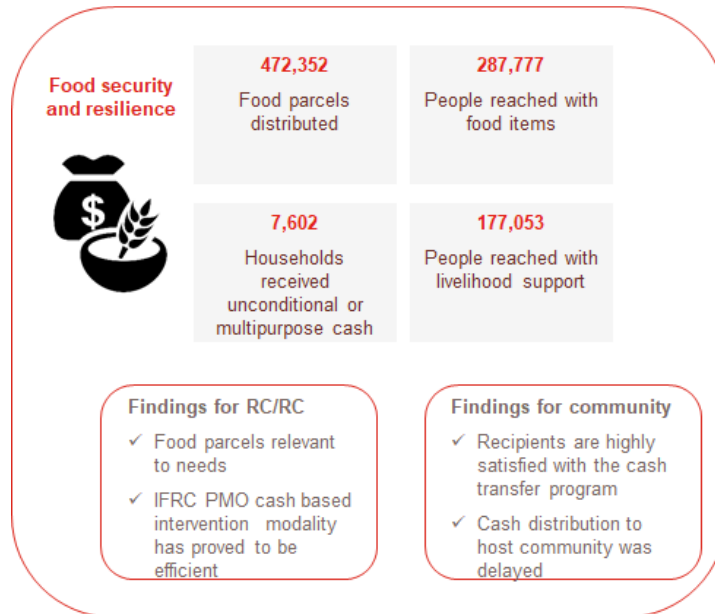 Food security
and resilience
472,352
Food parcels
distributed
287,777
People reached with
food items
$
7,602
Households
received
unconditional or
multipurpose cash
177,053
People reached with
livelihood support
Findings for RC/RC
✓ Food parcels relevant
to needs
✓ IFRC PMO cash based
intervention modality
has proved to be
efficient
Findings for community
✓ Recipients are highly
satisfied with the cash
transfer program
✓ Cash distribution to
host community was
delayed